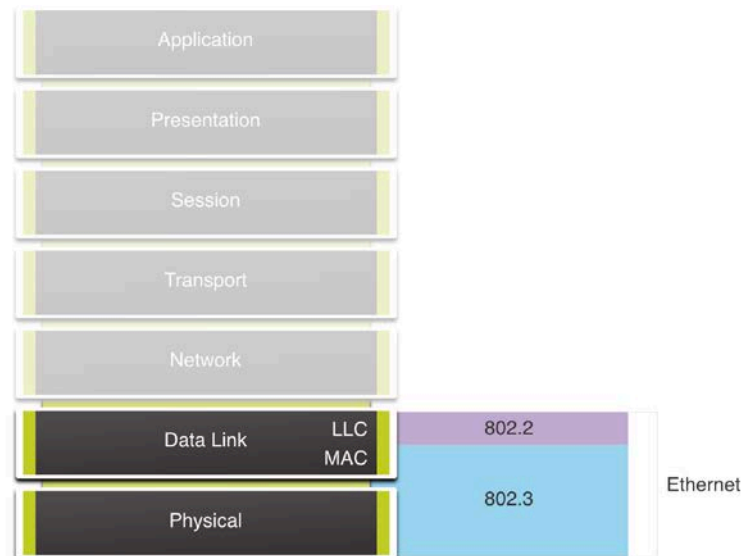 Application
Presentation
Session
Transport
Network
Data Link
LLC
MAC
802.2
802.3
Ethernet
Physical